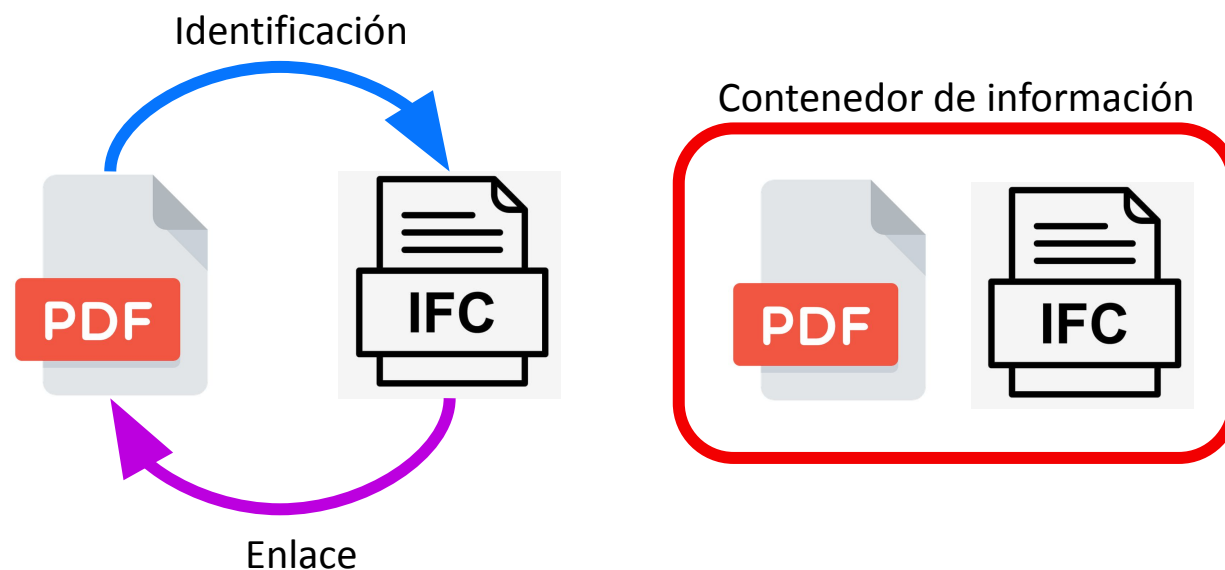 Identificación
Contenedor de información
PDF
IFC
PDF
IFC
Enlace